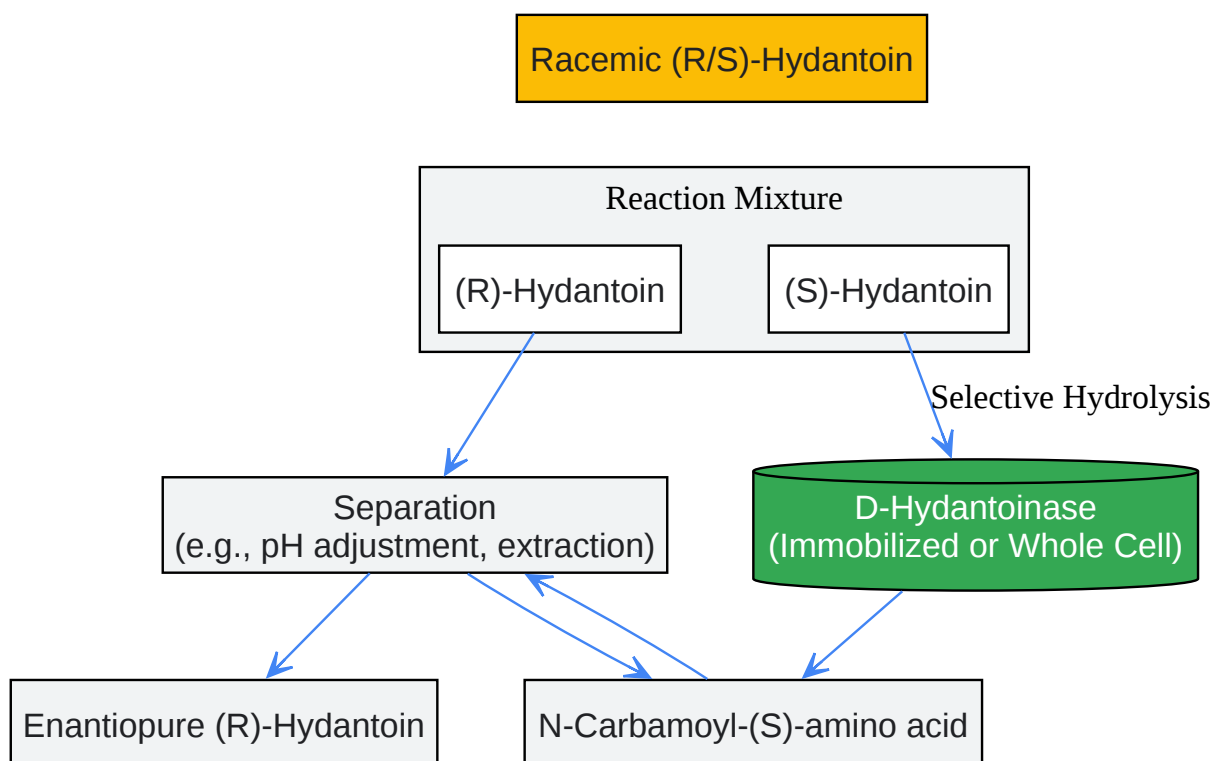 Racemic (R/S)-Hydantoin
Reaction Mixture
(R)-Hydantoin
(S)-Hydantoin
Selective Hydrolysis
Separation
(e.g., pH adjustment, extraction)
D-Hydantoinase
(Immobilized or Whole Cell)
Enantiopure (R)-Hydantoin
N-Carbamoyl-(S)-amino acid